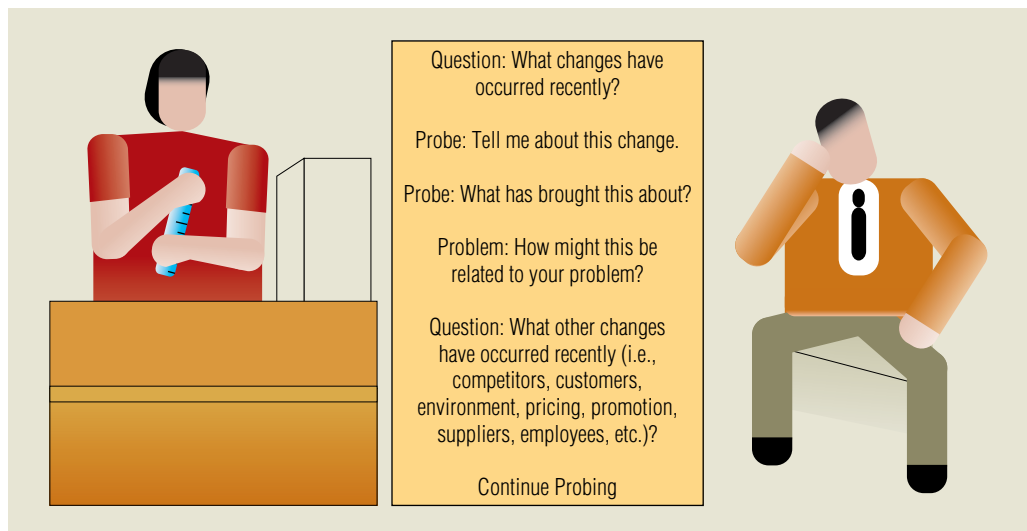 Question: What changes have
occurred recently?
Probe: Tell me about this change.
Probe: What has brought this about?
Problem: How might this be
related to your problem?
Question: What other changes
have occurred recently (i.e.,
competitors, customers,
environment, pricing, promotion,
suppliers, employees, etc.)?
Continue Probing